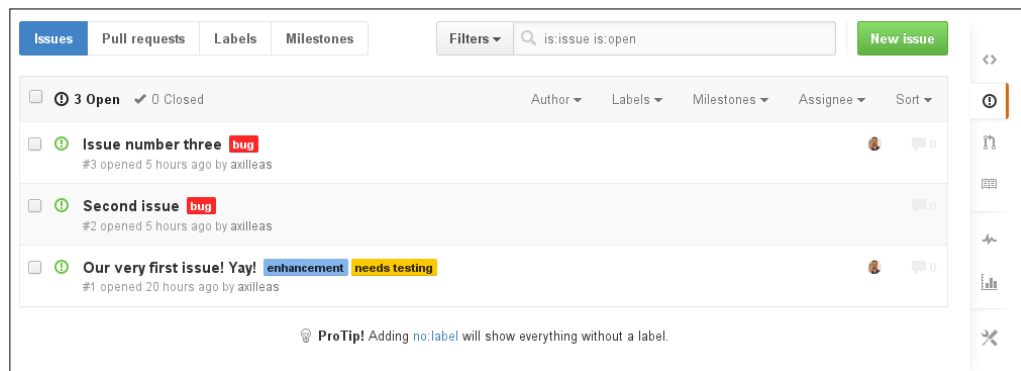 Issues Pull requests Labels Milestones Filters is:issue is:open New issue
3 Open 0 Closed Author Labels Milestones Assignee Sort
Issue number three bug 0
#3 opened 5 hours ago by axilleas
Second issue bug 0
#2 opened 5 hours ago by axilleas
Our very first issue! Yay! enhancement needs testing 0
#1 opened 20 hours ago by axilleas
ProTip! Adding no:label will show everything without a label.